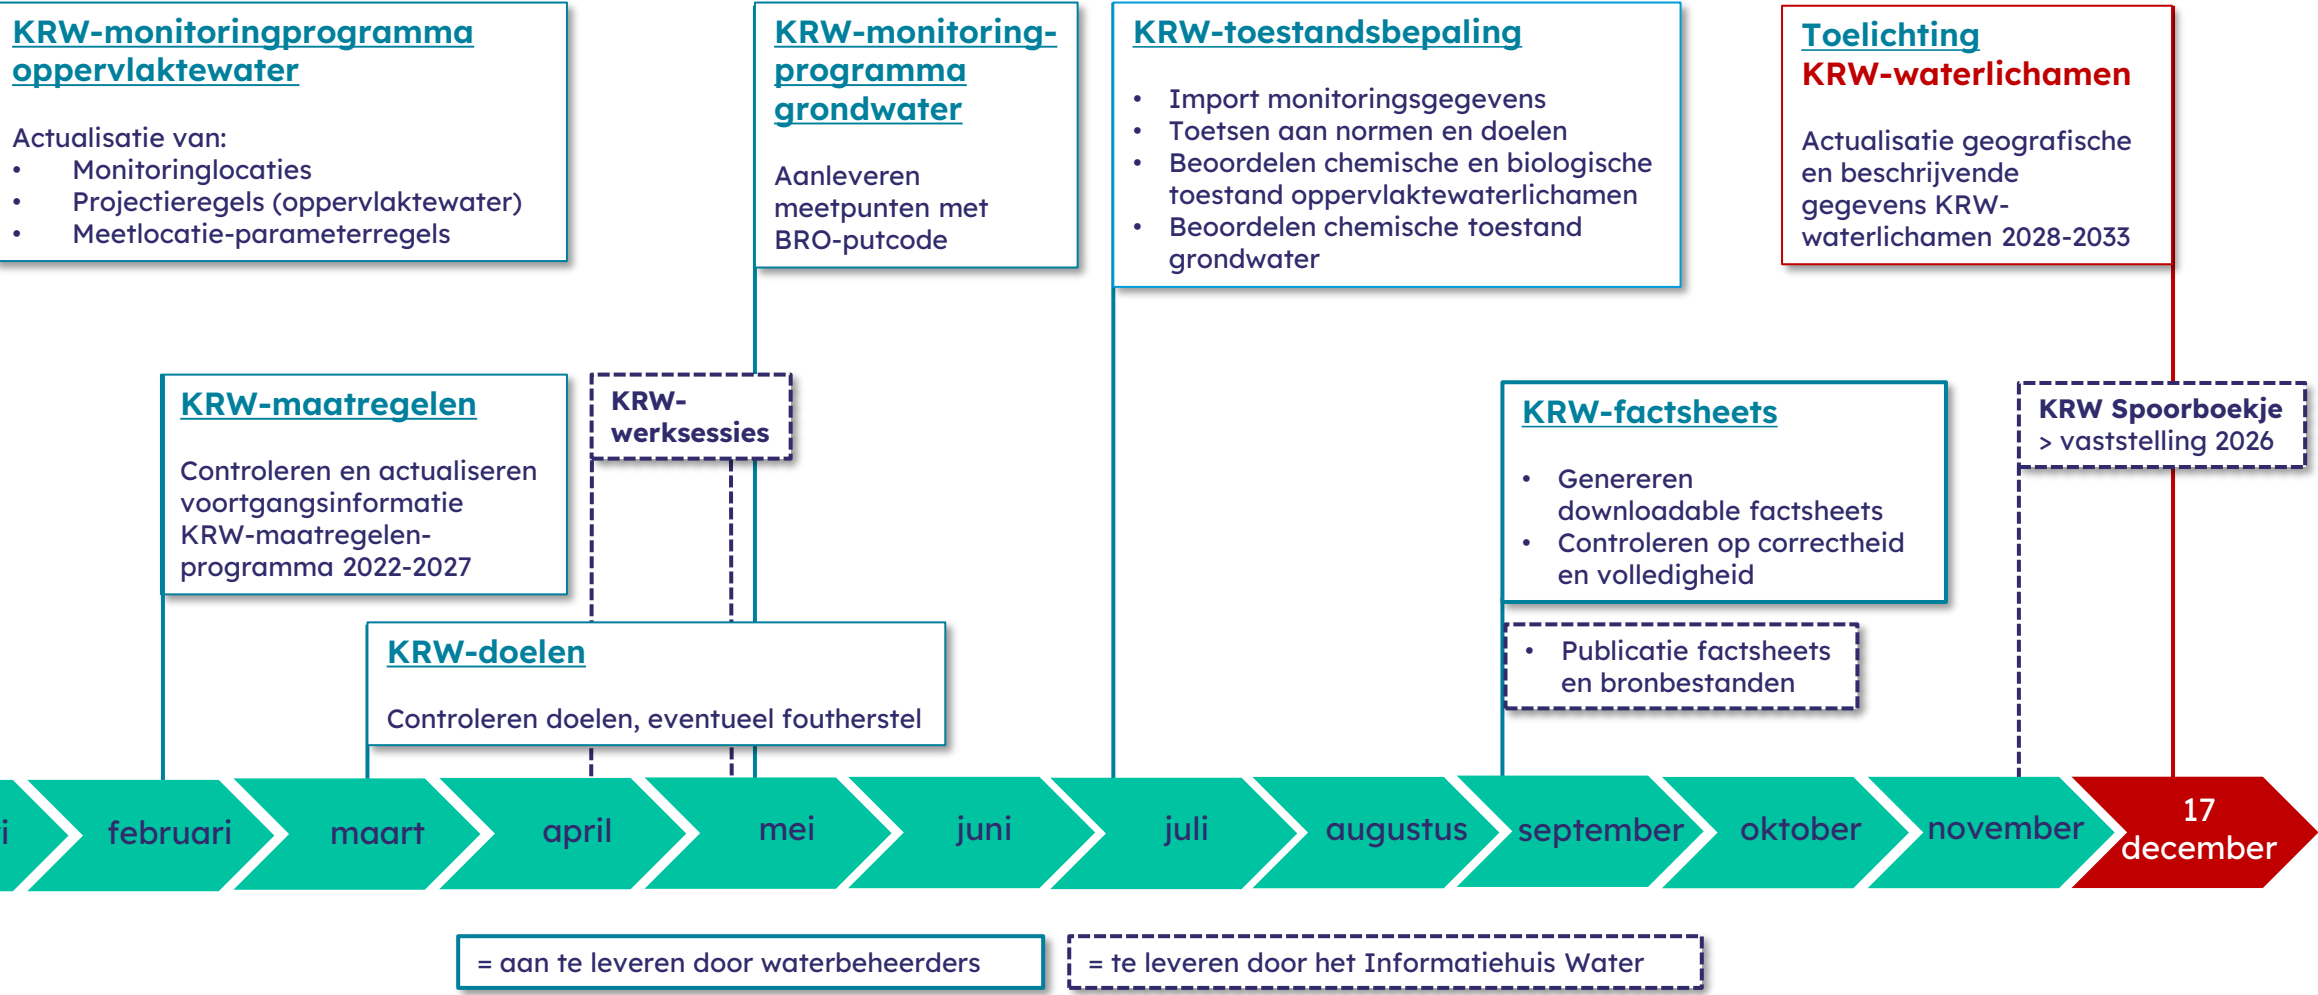 KRW-monitoringprogramma
oppervlaktewater
Actualisatie van:
• Monitoringlocaties
• Projectieregels (oppervlaktewater)
• Meetlocatie-parameterregels
KRW-monitoring-
programma
grondwater
Aanleveren
meetpunten met
BRO-putcode
KRW-toestandsbepaling
• Import monitoringsgegevens
• Toetsen aan normen en doelen
• Beoordelen chemische en biologische
toestand oppervlaktewaterlichamen
• Beoordelen chemische toestand
grondwater
Toelichting
KRW-waterlichamen
Actualisatie geografische
en beschrijvende
gegevens KRW-
waterlichamen 2028-2033
KRW-maatregelen
Controleren en actualiseren
voortgangsinformatie
KRW-maatregelen-
programma 2022-2027
KRW-
werksessies
KRW-factsheets
• Genereren
downloadable factsheets
• Controleren op correctheid
en volledigheid
KRW Spoorboekje
> vaststelling 2026
KRW-doelen
Controleren doelen, eventueel foutherstel
• Publicatie factsheets
en bronbestanden
februari
maart
april
mei
juni
juli
augustus
september
oktober
november
17
december
= aan te leveren door waterbeheerders
= te leveren door het Informatiehuis Water